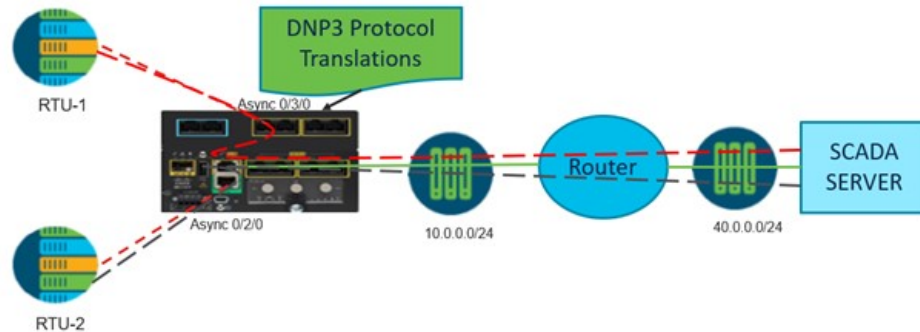 DNP3 Protocol
Translations
RTU-1
Async 0/3/0
Router
SCADA
SERVER
10.0.0.0/24
40.0.0.0/24
Async 0/2/0
RTU-2